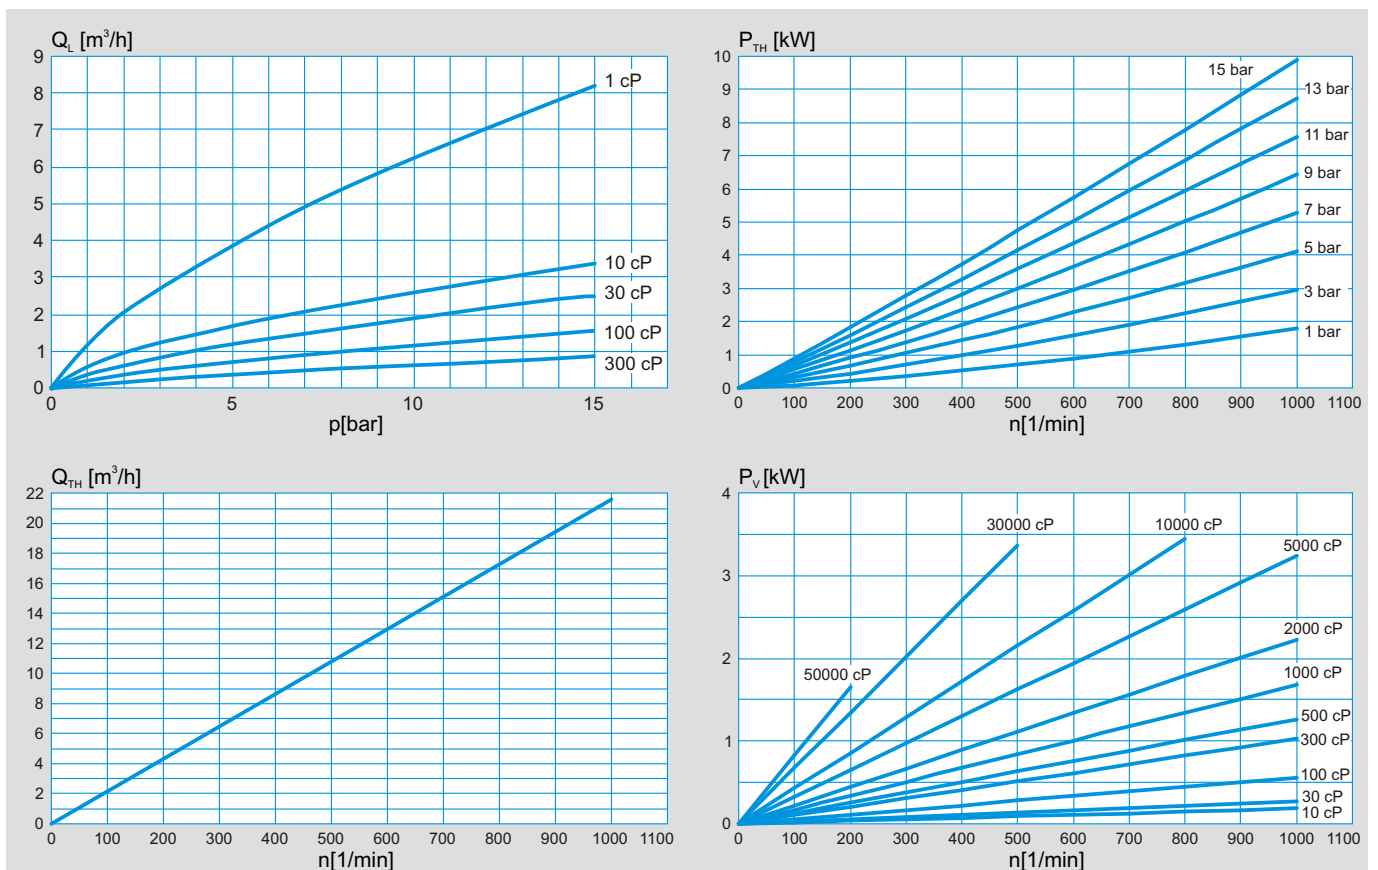 Q_L [m³/h]
9
8
7
6
5
4
3
2
1
0
1 cP
10 cP
30 cP
100 cP
300 cP
0 5 10 15
p[bar]
P_TH [kW]
10
9
8
7
6
5
4
3
2
1
0
15 bar
13 bar
11 bar
9 bar
7 bar
5 bar
3 bar
1 bar
0 100 200 300 400 500 600 700 800 900 1000 1100
n[1/min]
Q_TH [m³/h]
22
20
18
16
14
12
10
8
6
4
2
0
0 100 200 300 400 500 600 700 800 900 1000 1100
n[1/min]
P_V [kW]
4
3
2
1
0
30000 cP
10000 cP
5000 cP
2000 cP
50000 cP
1000 cP
500 cP
300 cP
100 cP
30 cP
10 cP
0 100 200 300 400 500 600 700 800 900 1000 1100
n[1/min]